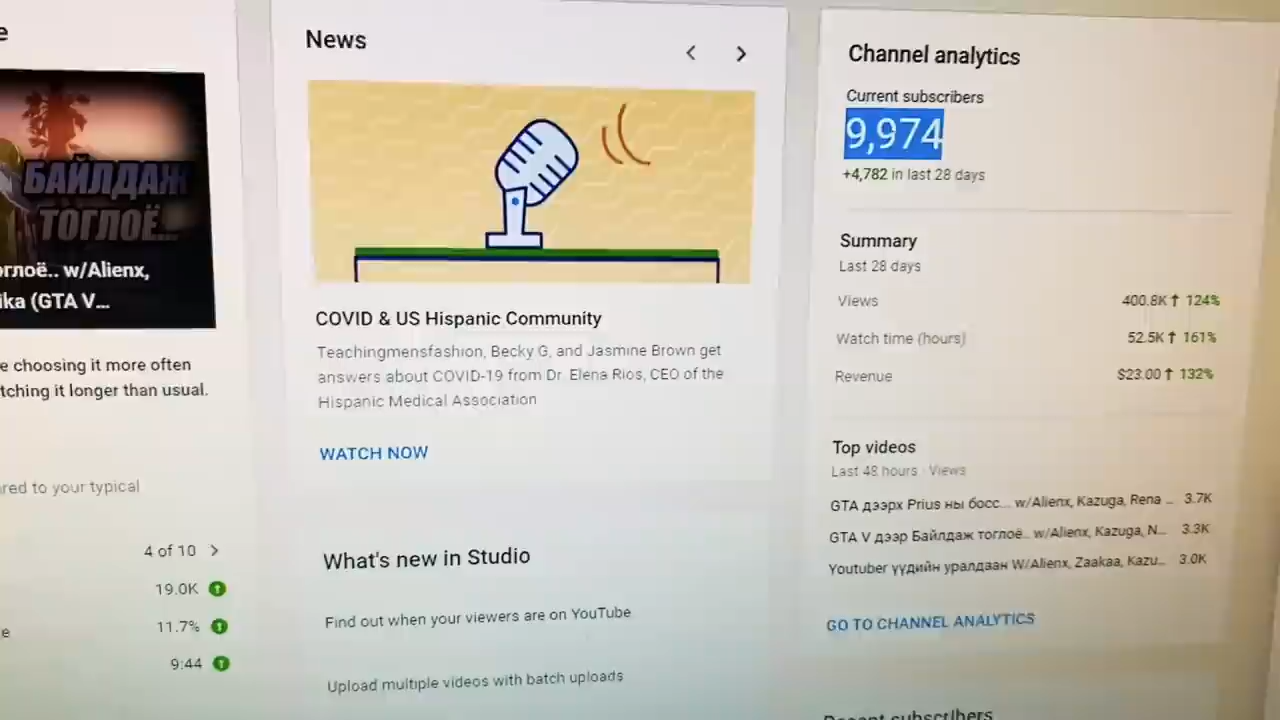 e
БАЙЛДАЖ
ТОГЛОЁ...
оглоё.. w/Alienx,
ika (GTA V...
e choosing it more often
tching it longer than usual.
red to your typical
4 of 10
19.0K
e 11.7%
9:44
News
COVID & US Hispanic Community
Teachingmensfashion, Becky G, and Jasmine Brown get
answers about COVID-19 from Dr. Elena Rios, CEO of the
Hispanic Medical Association
WATCH NOW
What's new in Studio
Find out when your viewers are on YouTube
Upload multiple videos with batch uploads
Channel analytics
Current subscribers
9,974
+4,782 in last 28 days
Summary
Last 28 days
Views 400.8K 124%
Watch time (hours) 52.5K 161%
Revenue $23.00 132%
Top videos
Last 48 hours · Views
GTA дээрх Prius ны босс... w/Alienx, Kazuga, Rena ... 3.7K
GTA V дээр Байлдаж тоглоё.. w/Alienx, Kazuga, N... 3.3K
Youtuber үүдийн уралдаан W/Alienx, Zaakaa, Kazu... 3.0K
GO TO CHANNEL ANALYTICS
Recent subscribers